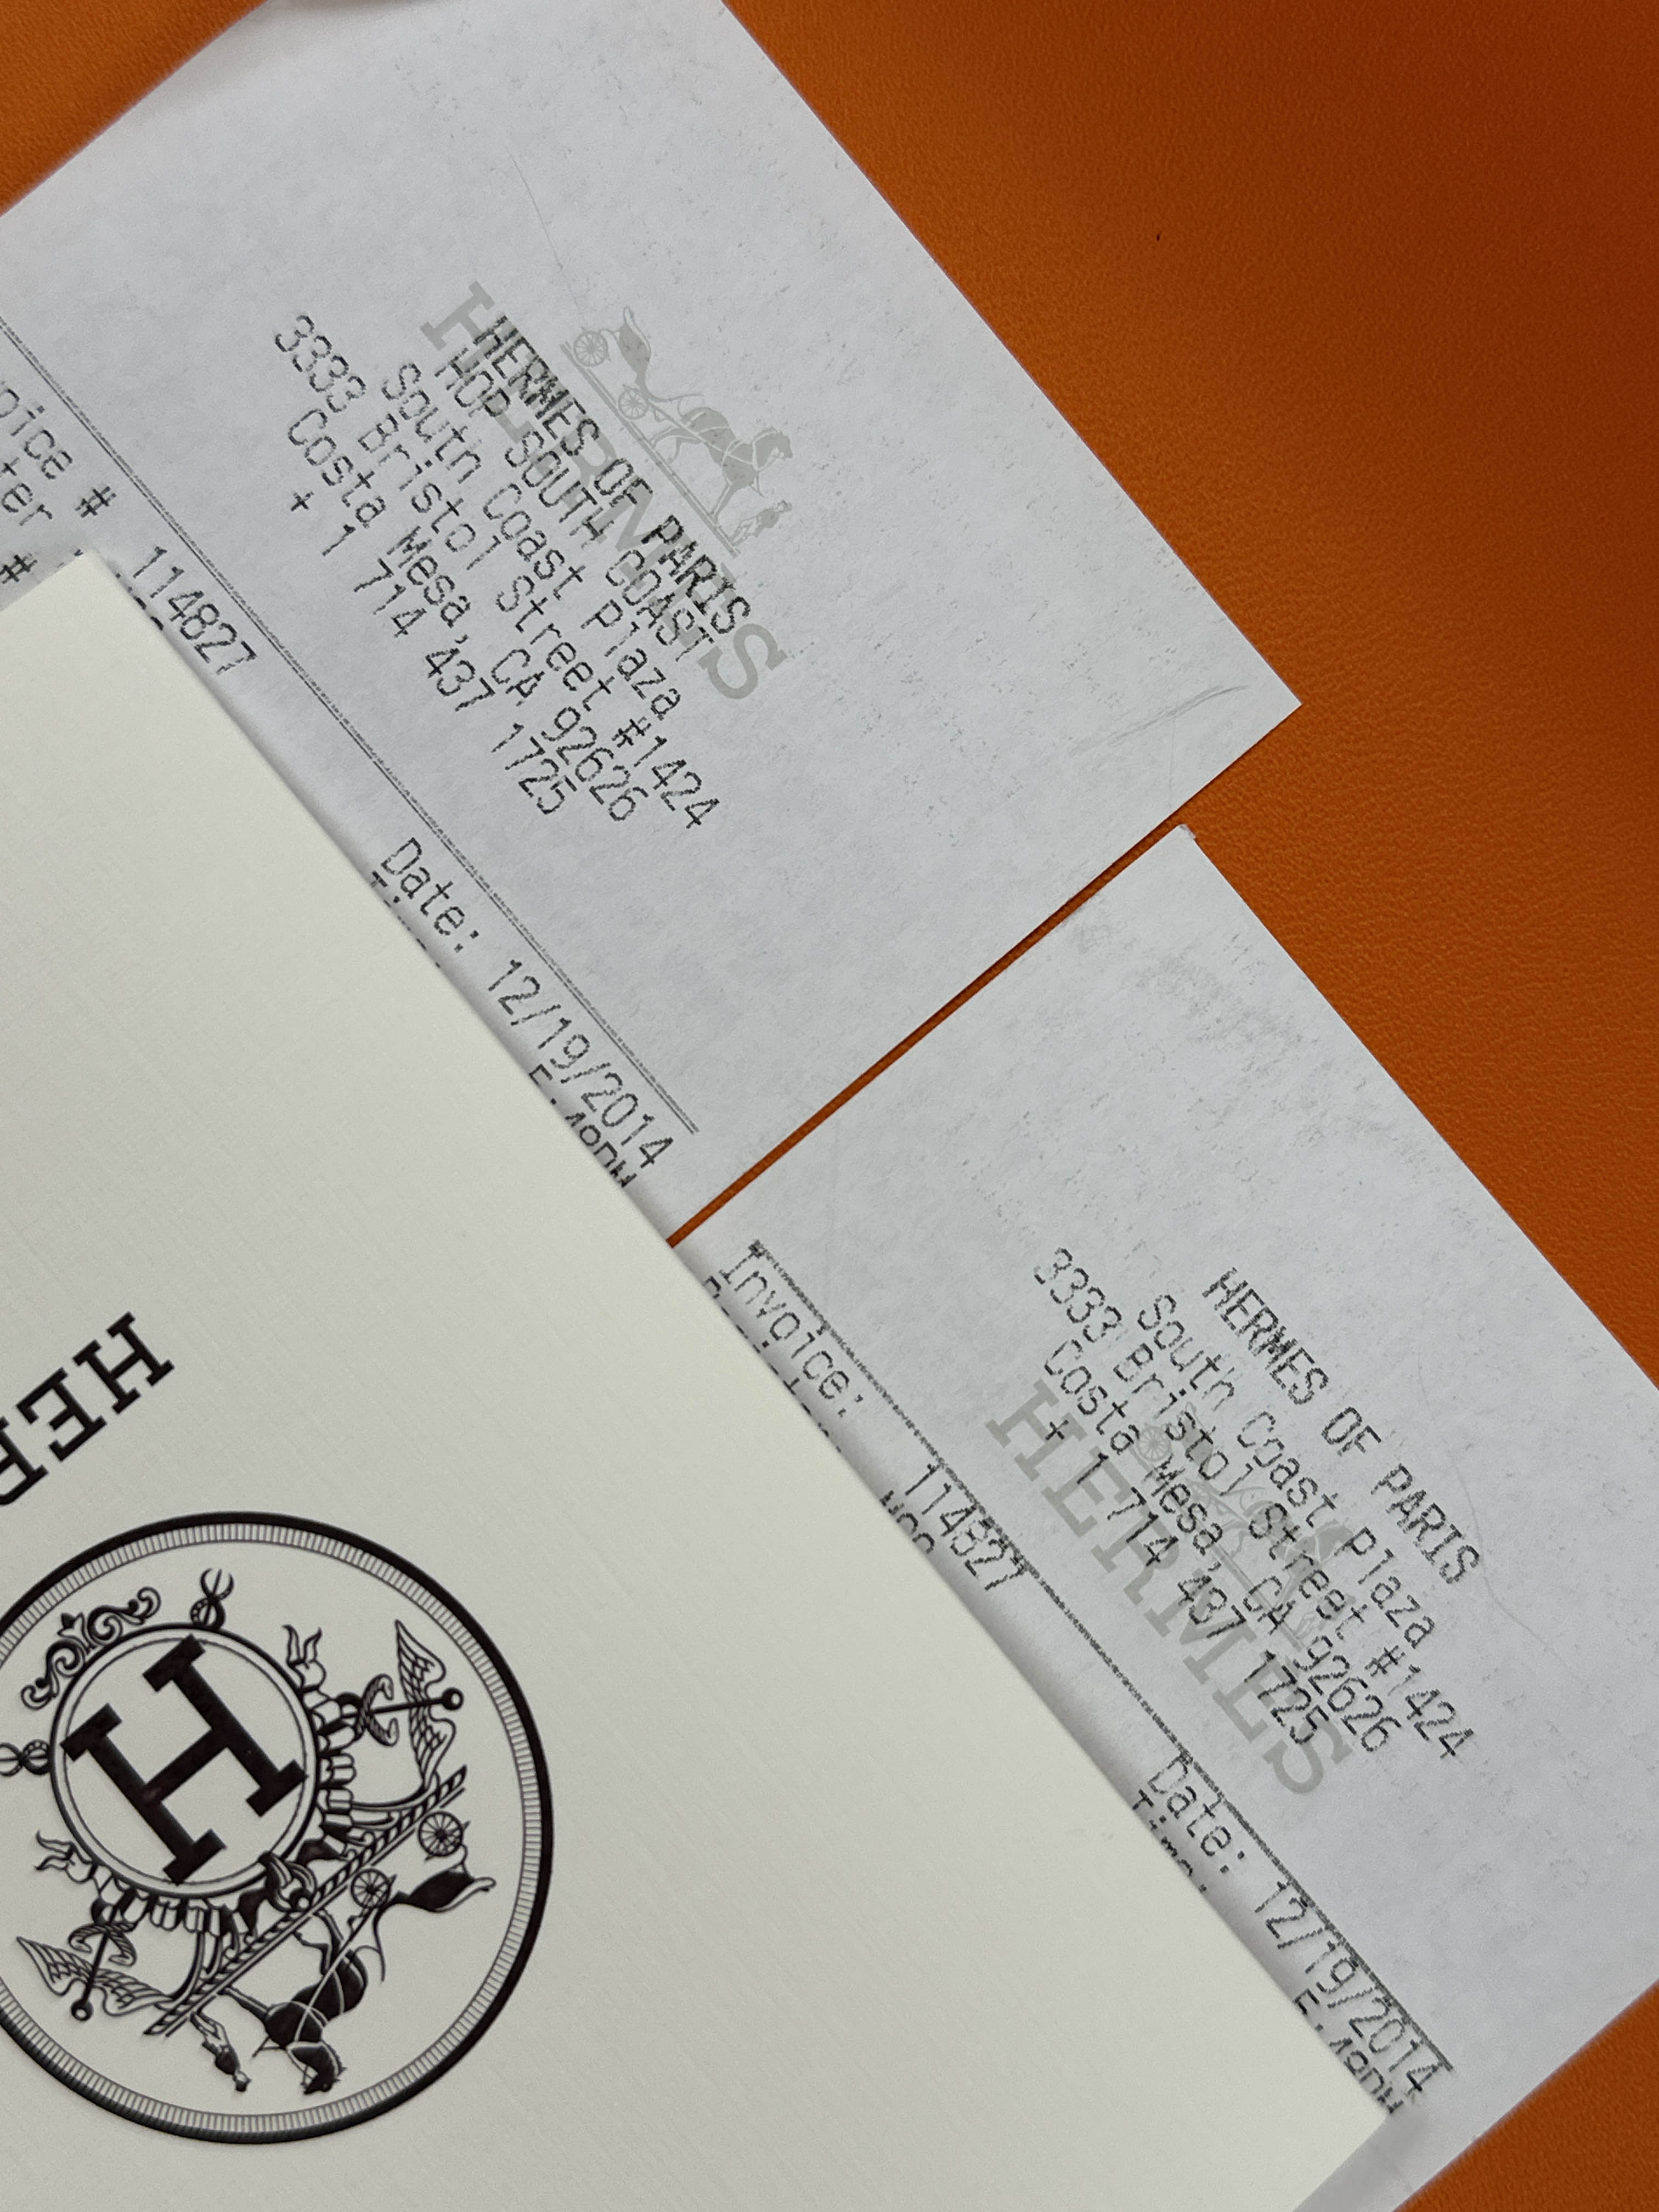 HERMES
HERMES OF PARIS
HOP SOUTH COAST
South Coast Plaza
3333 Bristol Street #1424
Costa Mesa, CA 92626
+ 1 714 437 1725
#
114827
Date: 12/19/2014
#
HERMES OF PARIS
South Coast Plaza
3333 Bristol Street #1424
Costa Mesa, CA 92626
+ 1 714 437 1725
HERMES
Invoice: 114827
Date: 12/19/2014
H